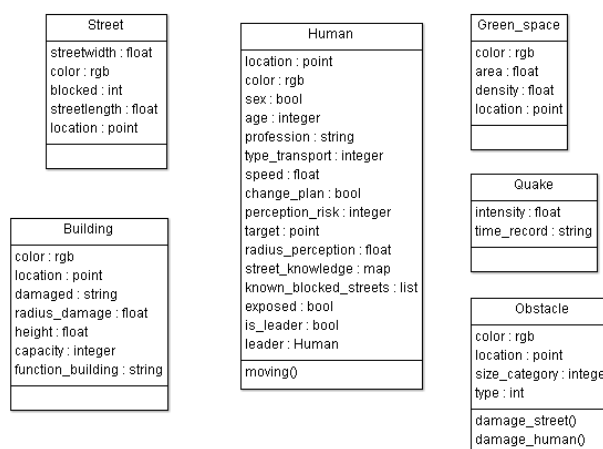 Street
streetwidth : float
color : rgb
blocked : int
streetlength : float
location : point
Building
color : rgb
location : point
damaged : string
radius_damage : float
height : float
capacity : integer
function_building : string
Human
location : point
color : rgb
sex : bool
age : integer
profession : string
type_transport : integer
speed : float
change_plan : bool
perception_risk : integer
target : point
radius_perception : float
street_knowledge : map
known_blocked_streets : list
exposed : bool
is_leader : bool
leader : Human
moving()
Green_space
color : rgb
area : float
density : float
location : point
Quake
intensity : float
time_record : string
Obstacle
color : rgb
location : point
size_category : intege
type : int
damage_street()
damage_human()